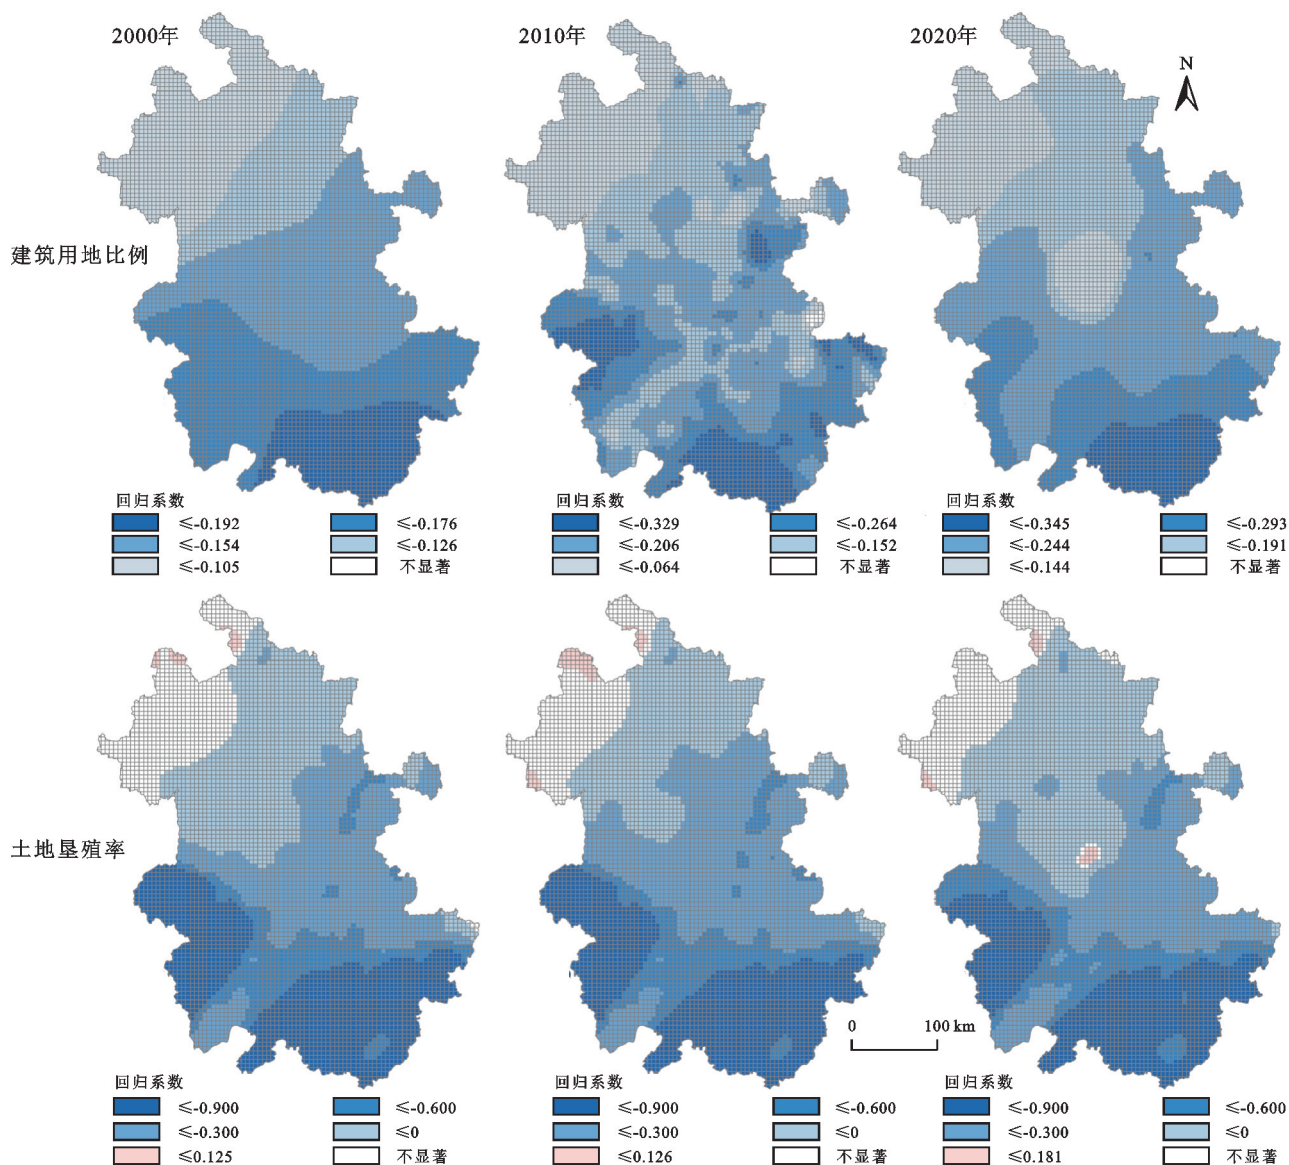 2000年
2010年
2020年
N
建筑用地比例
回归系数
≤-0.192
≤-0.176
≤-0.154
≤-0.126
≤-0.105
不显著
回归系数
≤-0.329
≤-0.264
≤-0.206
≤-0.152
≤-0.064
不显著
回归系数
≤-0.345
≤-0.293
≤-0.244
≤-0.191
≤-0.144
不显著
土地垦殖率
0 100 km
回归系数
≤-0.900
≤-0.600
≤-0.300
≤0
≤0.125
不显著
回归系数
≤-0.900
≤-0.600
≤-0.300
≤0
≤0.126
不显著
回归系数
≤-0.900
≤-0.600
≤-0.300
≤0
≤0.181
不显著